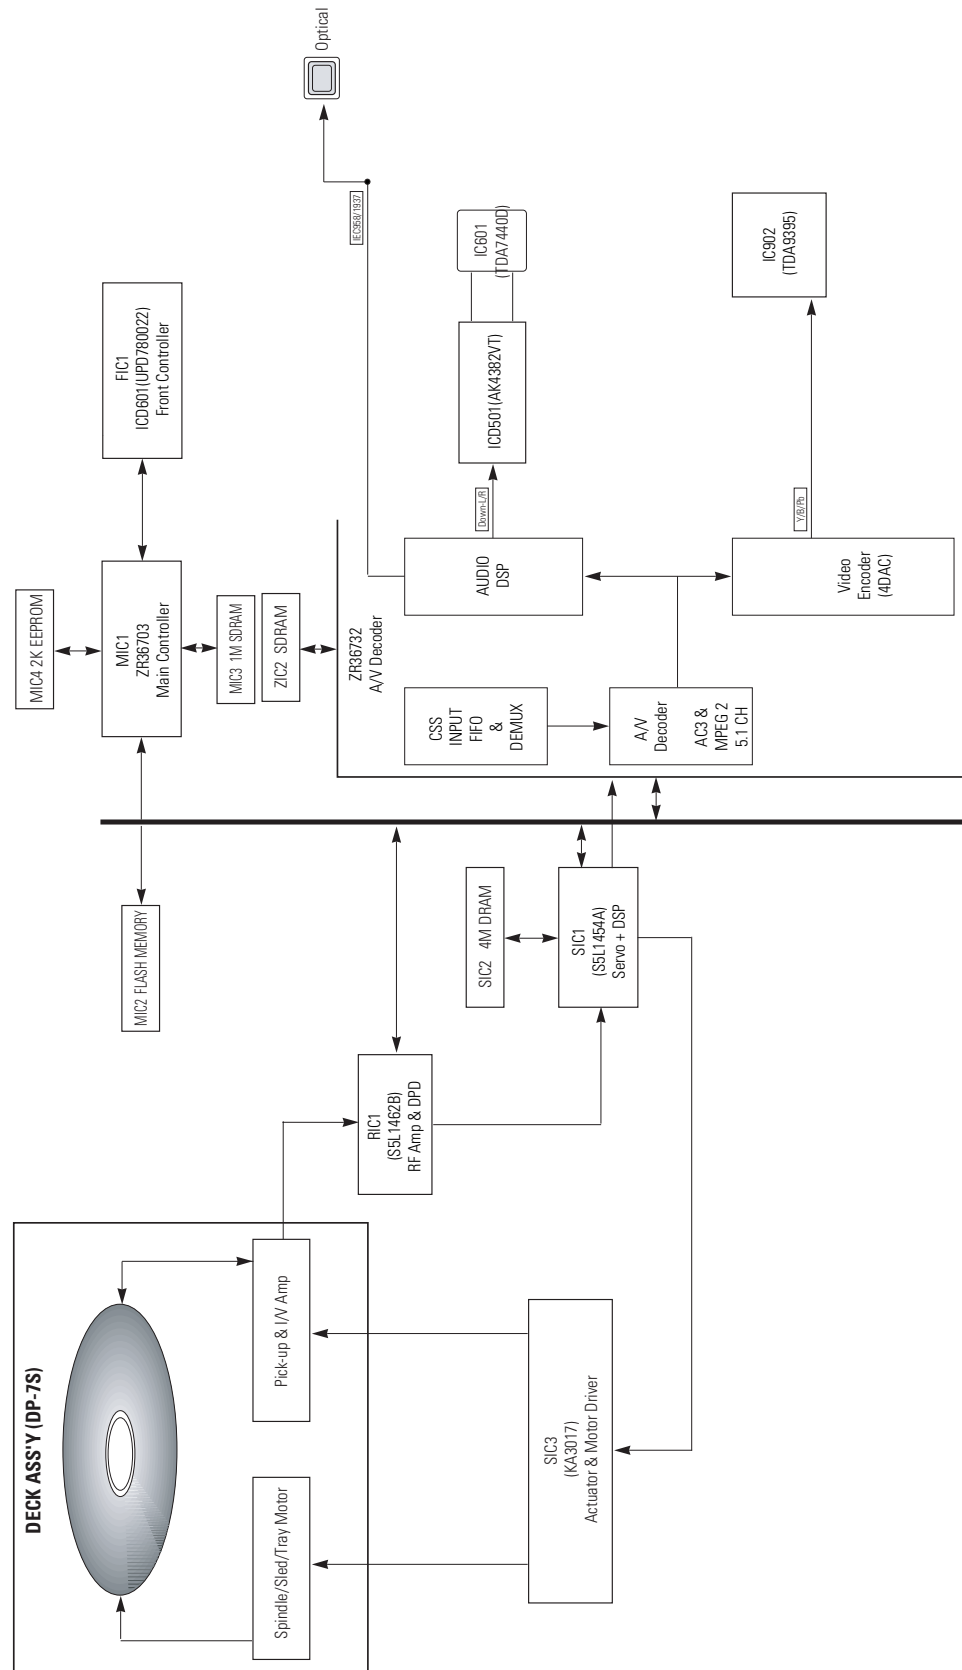 DECK ASS'Y (DP-7S)
Spindle/Sled/Tray Motor
Pick-up & I/V Amp
SIC3
(KA3017)
Actuator & Motor Driver
RIC1
(S5L1462B)
RF Amp & DPD
MIC2 FLASH MEMORY
SIC2 4M DRAM
SIC1
(S5L1454A)
Servo + DSP
MIC4 2K EEPROM
MIC1
ZR36703
Main Controller
MIC3 1M SDRAM
ZIC2 SDRAM
FIC1
ICD601(UPD780022)
Front Controller
ZR36732
A/V Decoder
CSS
INPUT
FIFO
&
DEMUX
A/V
Decoder
AC3 &
MPEG 2
5.1 CH
AUDIO
DSP
Video
Encoder
(4DAC)
Down-L/R
Y/B/Pb
ICD501(AK4382VT)
IC601
(TDA7440D)
IC902
(TDA9395)
IEC958/1937
Optical